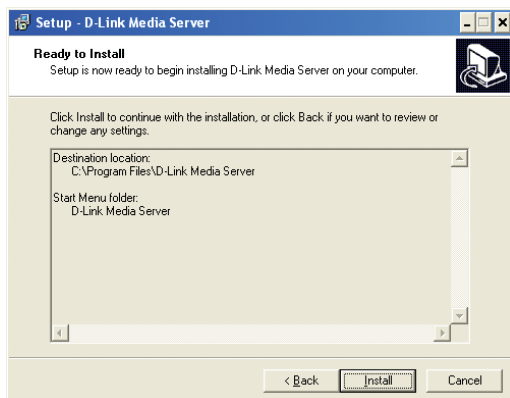 Setup - D-Link Media Server
Ready to Install
Setup is now ready to begin installing D-Link Media Server on your computer.
Click Install to continue with the installation, or click Back if you want to review or
change any settings.
Destination location:
C:\Program Files\D-Link Media Server
Start Menu folder:
D-Link Media Server
< Back
Install
Cancel